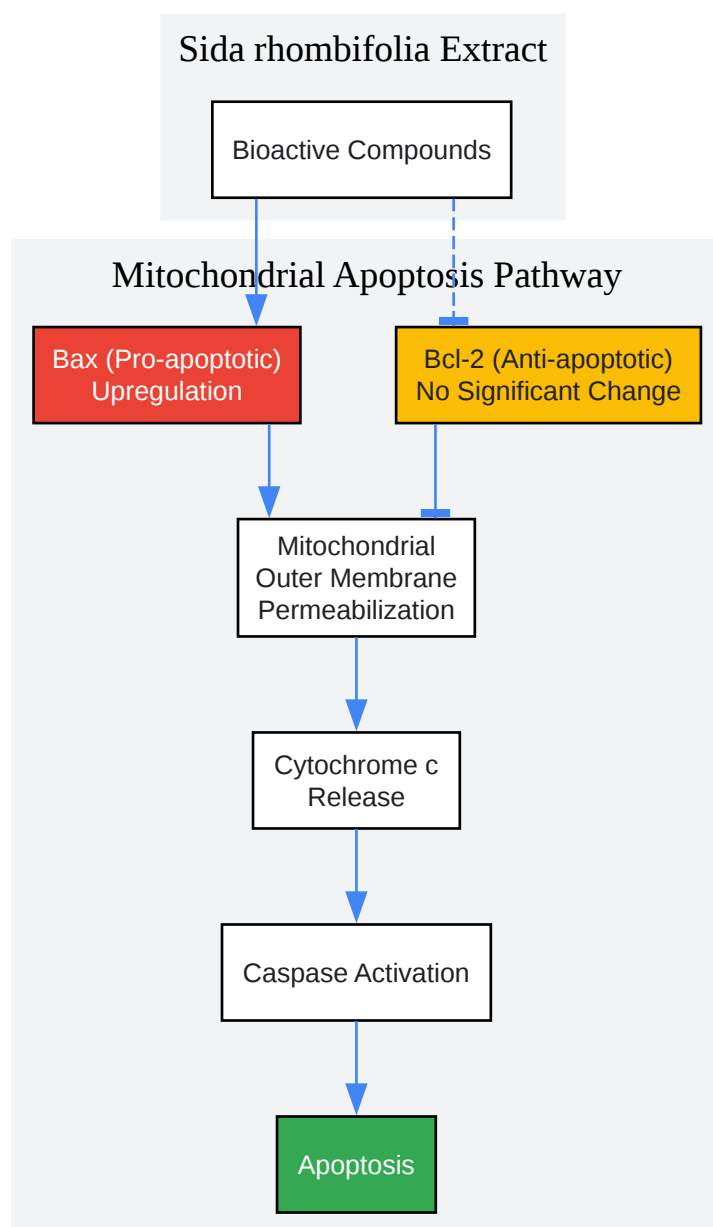 Sida rhombifolia Extract
Bioactive Compounds
Mitochondrial Apoptosis Pathway
Bax (Pro-apoptotic)
Upregulation
Bcl-2 (Anti-apoptotic)
No Significant Change
Mitochondrial
Outer Membrane
Permeabilization
Cytochrome c
Release
Caspase Activation
Apoptosis